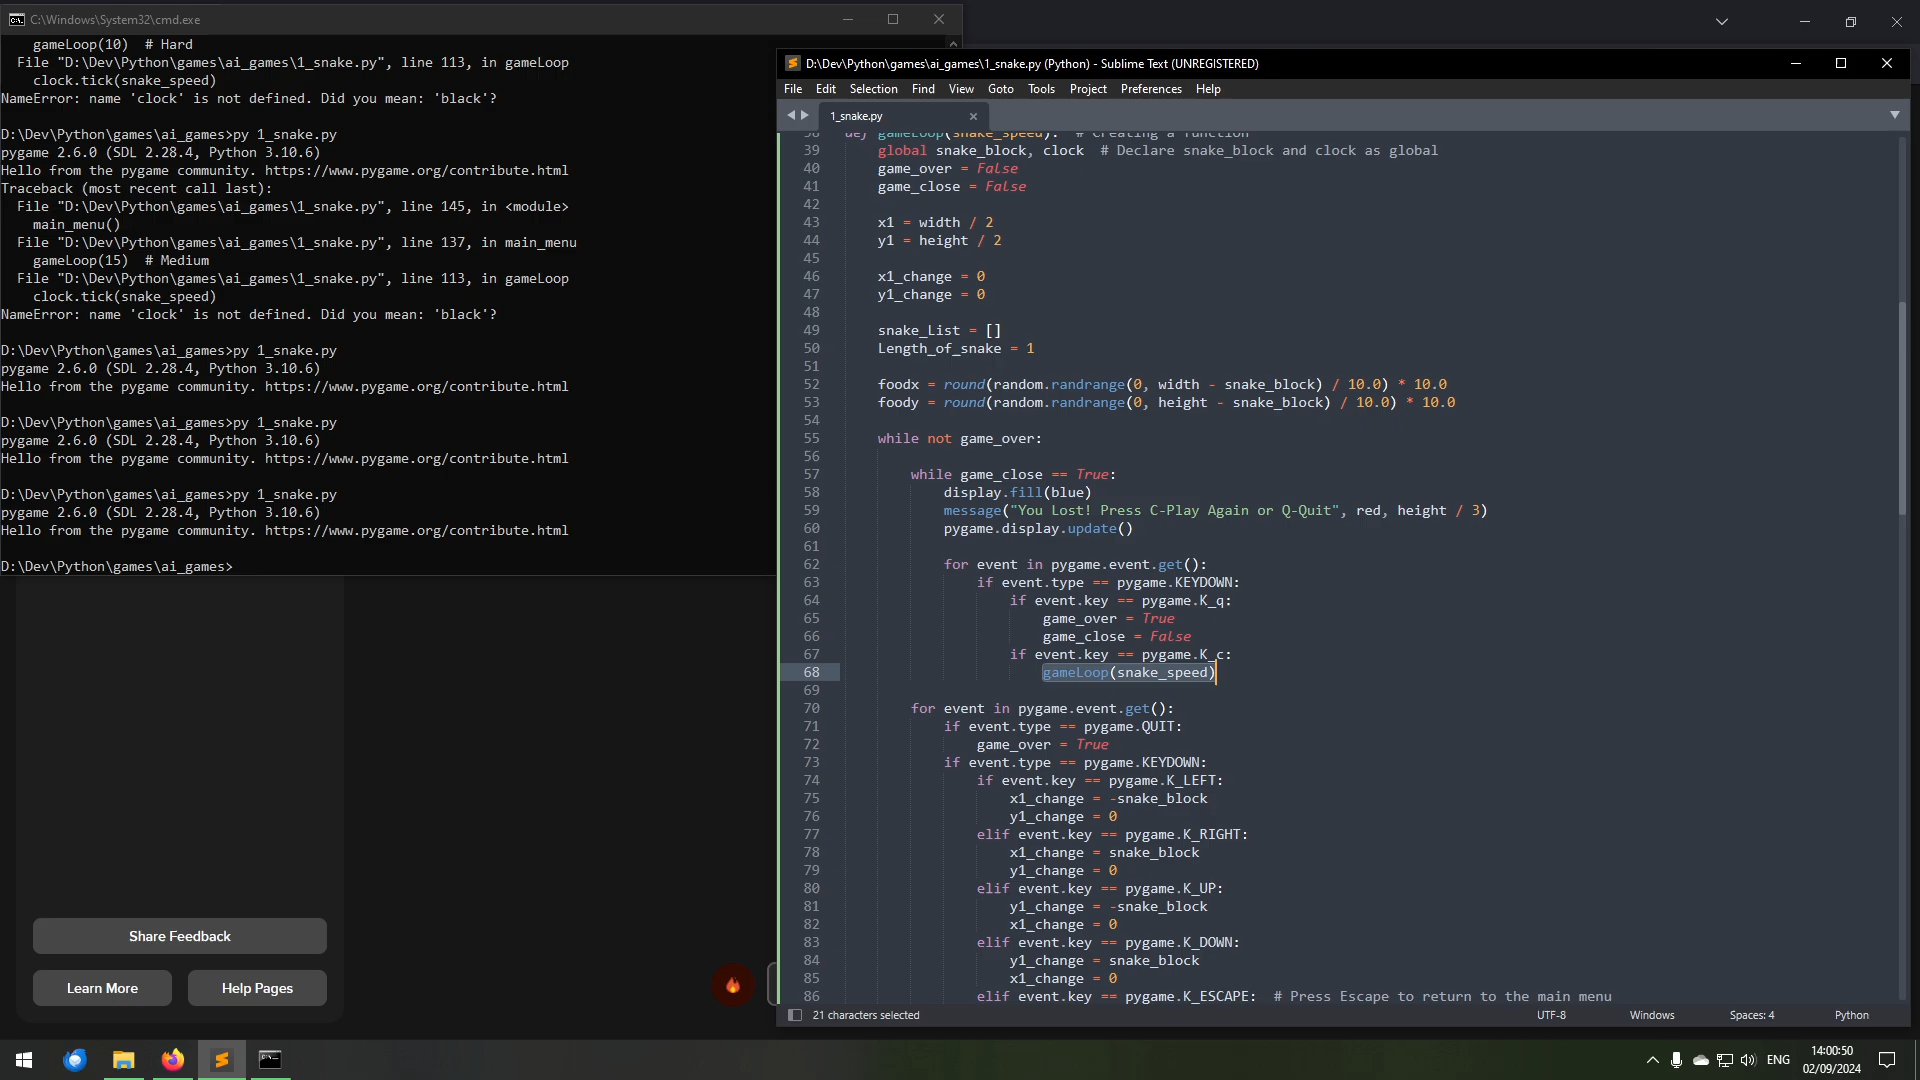 C:\Windows\System32\cmd.exe
gameLoop(10)  # Hard
File "D:\Dev\Python\games\ai_games\1_snake.py", line 113, in gameLoop
clock.tick(snake_speed)
NameError: name 'clock' is not defined. Did you mean: 'black'?
D:\Dev\Python\games\ai_games>py 1_snake.py
pygame 2.6.0 (SDL 2.28.4, Python 3.10.6)
Hello from the pygame community. https://www.pygame.org/contribute.html
Traceback (most recent call last):
File "D:\Dev\Python\games\ai_games\1_snake.py", line 145, in <module>
main_menu()
File "D:\Dev\Python\games\ai_games\1_snake.py", line 137, in main_menu
gameLoop(15)  # Medium
File "D:\Dev\Python\games\ai_games\1_snake.py", line 113, in gameLoop
clock.tick(snake_speed)
NameError: name 'clock' is not defined. Did you mean: 'black'?
D:\Dev\Python\games\ai_games>py 1_snake.py
pygame 2.6.0 (SDL 2.28.4, Python 3.10.6)
Hello from the pygame community. https://www.pygame.org/contribute.html
D:\Dev\Python\games\ai_games>py 1_snake.py
pygame 2.6.0 (SDL 2.28.4, Python 3.10.6)
Hello from the pygame community. https://www.pygame.org/contribute.html
D:\Dev\Python\games\ai_games>py 1_snake.py
pygame 2.6.0 (SDL 2.28.4, Python 3.10.6)
Hello from the pygame community. https://www.pygame.org/contribute.html
D:\Dev\Python\games\ai_games>
Share Feedback
Learn More
Help Pages
D:\Dev\Python\games\ai_games\1_snake.py (Python) - Sublime Text (UNREGISTERED)
File Edit Selection Find View Goto Tools Project Preferences Help
1_snake.py
38 def gameLoop(snake_speed):  # Creating a function
39 global snake_block, clock  # Declare snake_block and clock as global
40 game_over = False
41 game_close = False
42
43 x1 = width / 2
44 y1 = height / 2
45
46 x1_change = 0
47 y1_change = 0
48
49 snake_List = []
50 Length_of_snake = 1
51
52 foodx = round(random.randrange(0, width - snake_block) / 10.0) * 10.0
53 foody = round(random.randrange(0, height - snake_block) / 10.0) * 10.0
54
55 while not game_over:
56
57 while game_close == True:
58 display.fill(blue)
59 message("You Lost! Press C-Play Again or Q-Quit", red, height / 3)
60 pygame.display.update()
61
62 for event in pygame.event.get():
63 if event.type == pygame.KEYDOWN:
64 if event.key == pygame.K_q:
65 game_over = True
66 game_close = False
67 if event.key == pygame.K_c:
68 gameLoop(snake_speed)
69
70 for event in pygame.event.get():
71 if event.type == pygame.QUIT:
72 game_over = True
73 if event.type == pygame.KEYDOWN:
74 if event.key == pygame.K_LEFT:
75 x1_change = -snake_block
76 y1_change = 0
77 elif event.key == pygame.K_RIGHT:
78 x1_change = snake_block
79 y1_change = 0
80 elif event.key == pygame.K_UP:
81 y1_change = -snake_block
82 x1_change = 0
83 elif event.key == pygame.K_DOWN:
84 y1_change = snake_block
85 x1_change = 0
86 elif event.key == pygame.K_ESCAPE:  # Press Escape to return to the main menu
21 characters selected
UTF-8
Windows
Spaces: 4
Python
ENG
14:00:50
02/09/2024